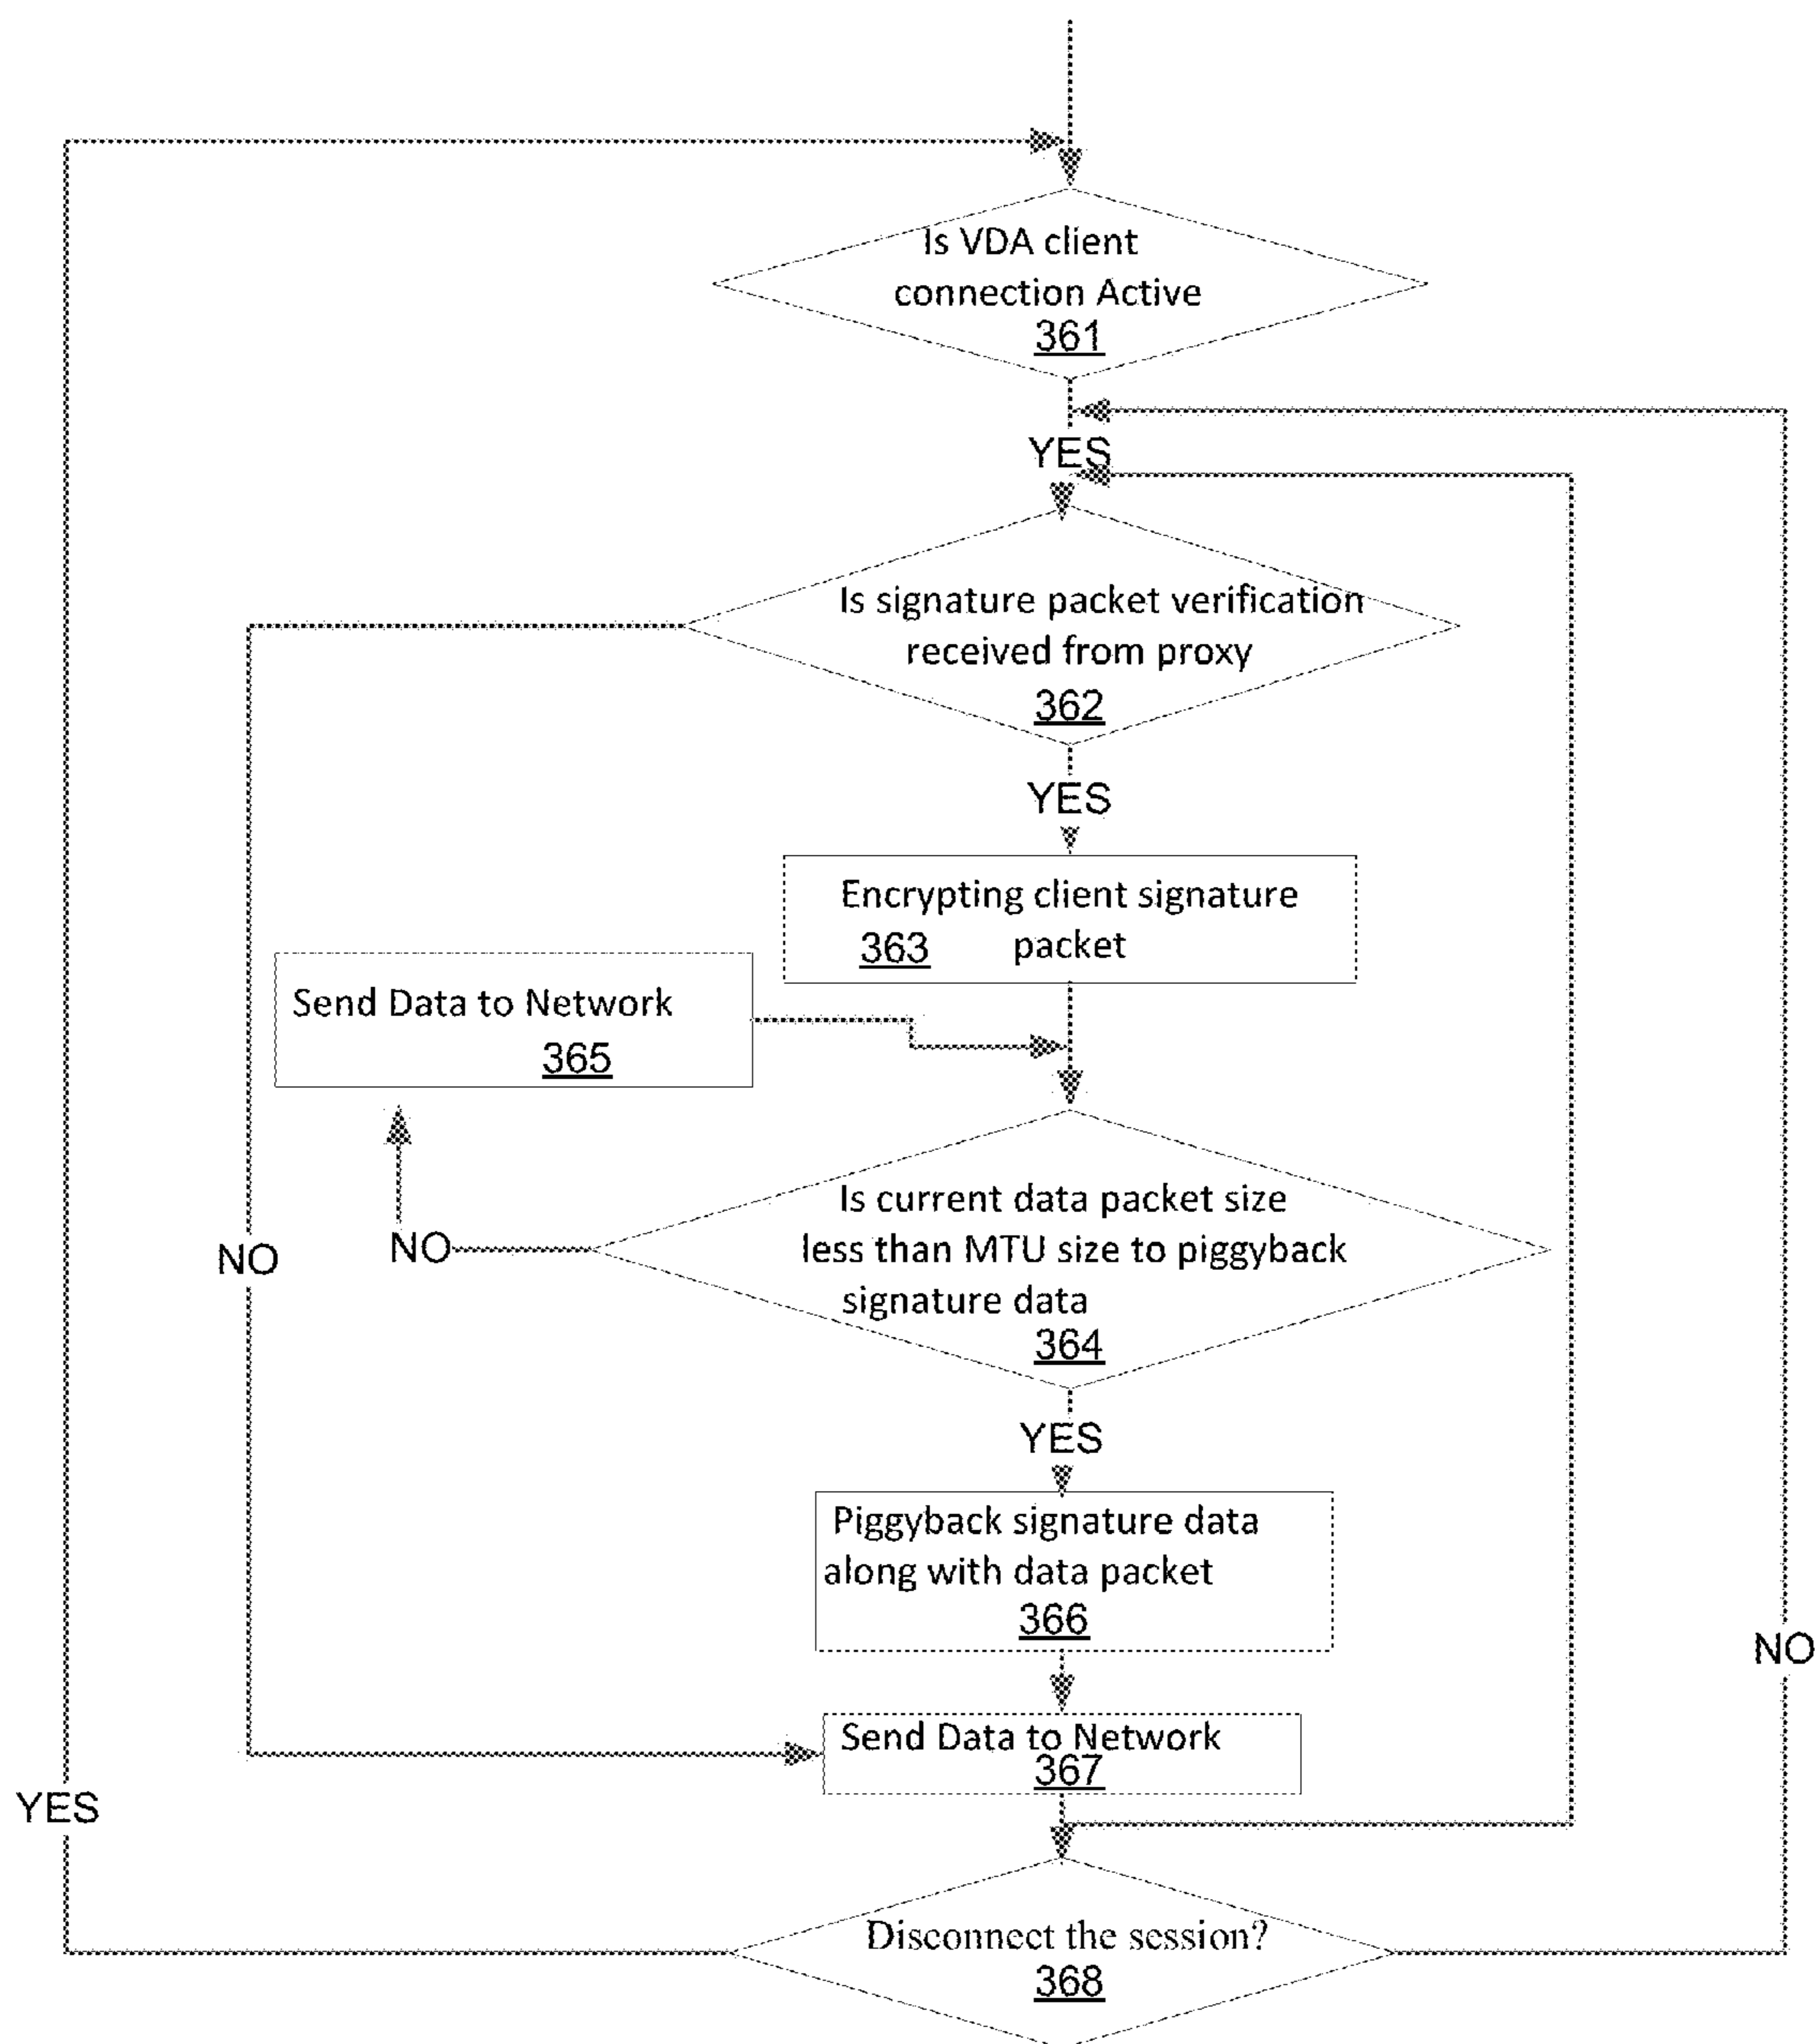 Is VDA client
connection Active
361
YES
Is signature packet verification
received from proxy
362
YES
Encrypting client signature
363 packet
Send Data to Network
365
Is current data packet size
less than MTU size to piggyback
signature data
364
NO
NO
YES
Piggyback signature data
along with data packet
366
NO
Send Data to Network
367
YES
Disconnect the session?
368